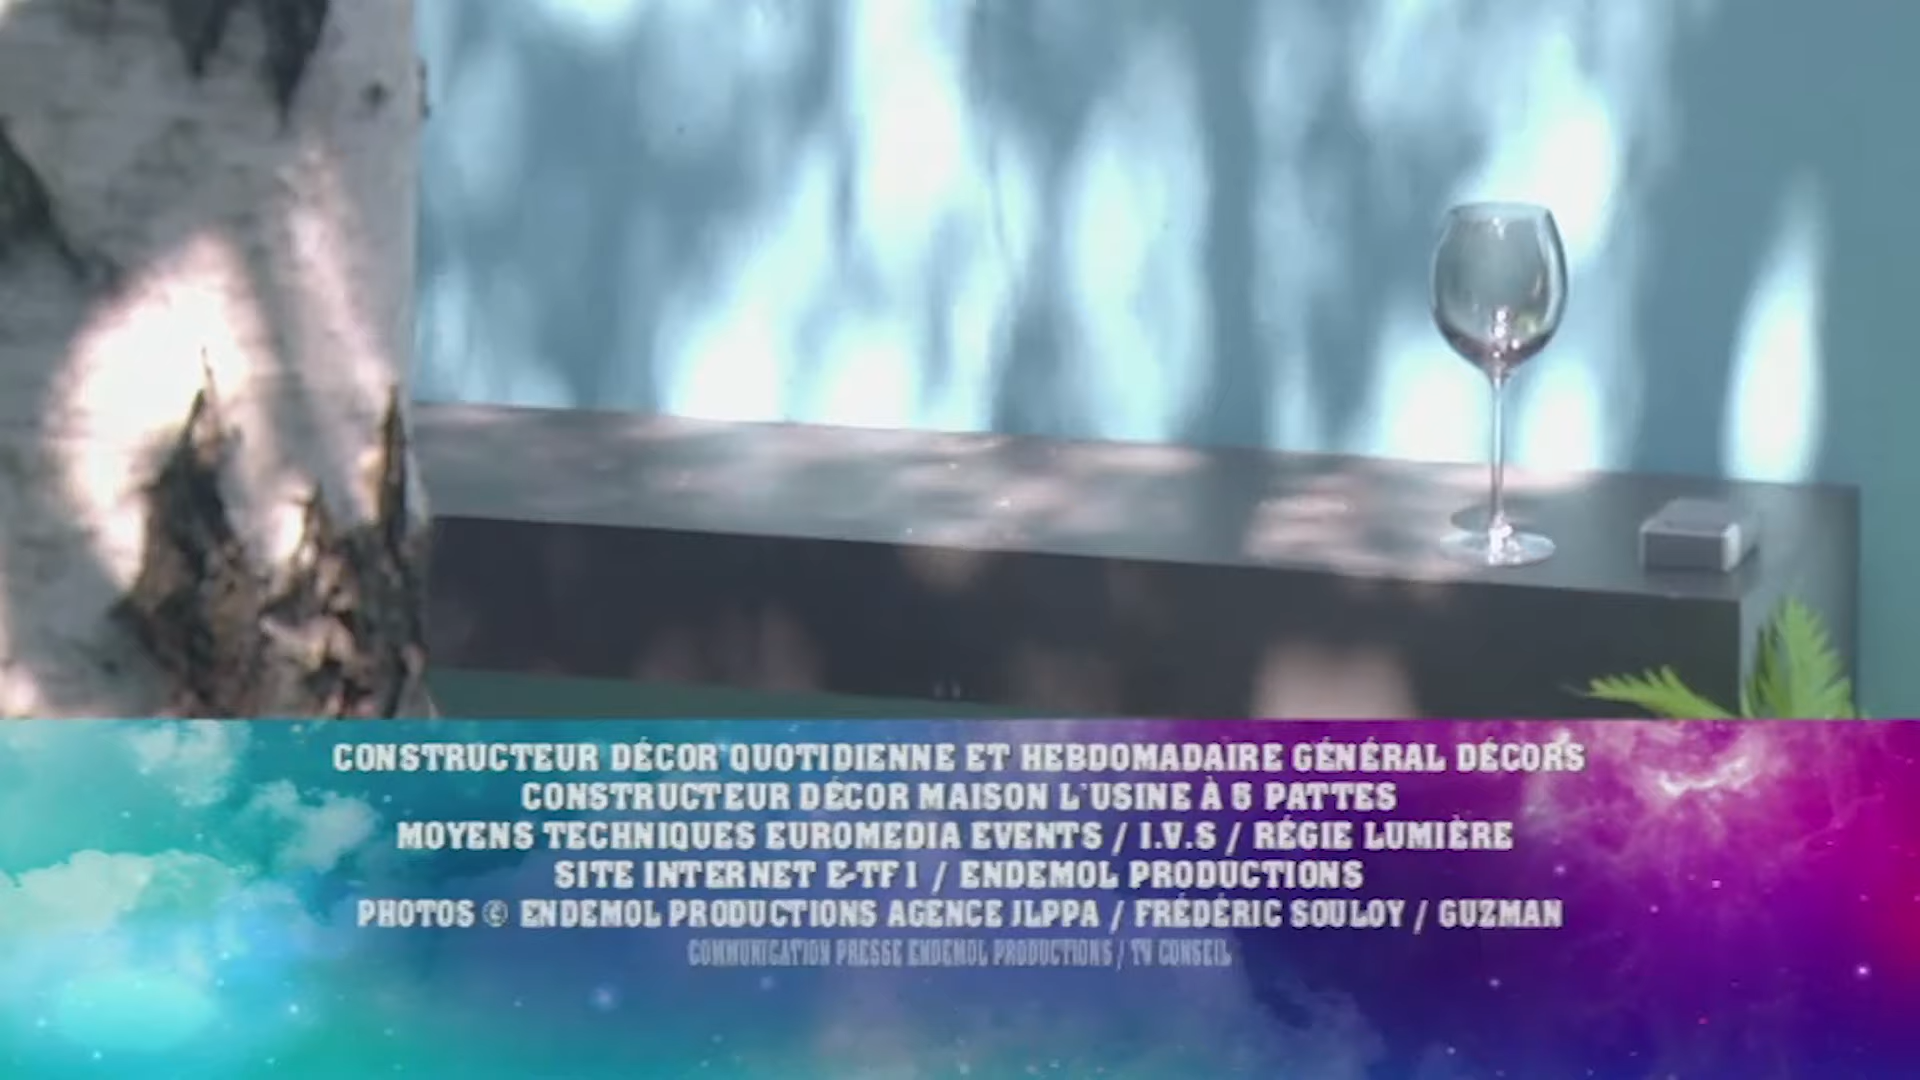 CONSTRUCTEUR DÉCOR QUOTIDIENNE ET HEBDOMADAIRE GÉNÉRAL DÉCORS
CONSTRUCTEUR DÉCOR MAISON L'USINE À 5 PATTES
MOYENS TECHNIQUES EUROMEDIA EVENTS / I.V.S / RÉGIE LUMIÈRE
SITE INTERNET E-TF1 / ENDEMOL PRODUCTIONS
PHOTOS © ENDEMOL PRODUCTIONS AGENCE JLPPA / FRÉDÉRIC SOULOY / GUZMAN
COMMUNICATION PRESSE ENDEMOL PRODUCTIONS / TV CONSEIL